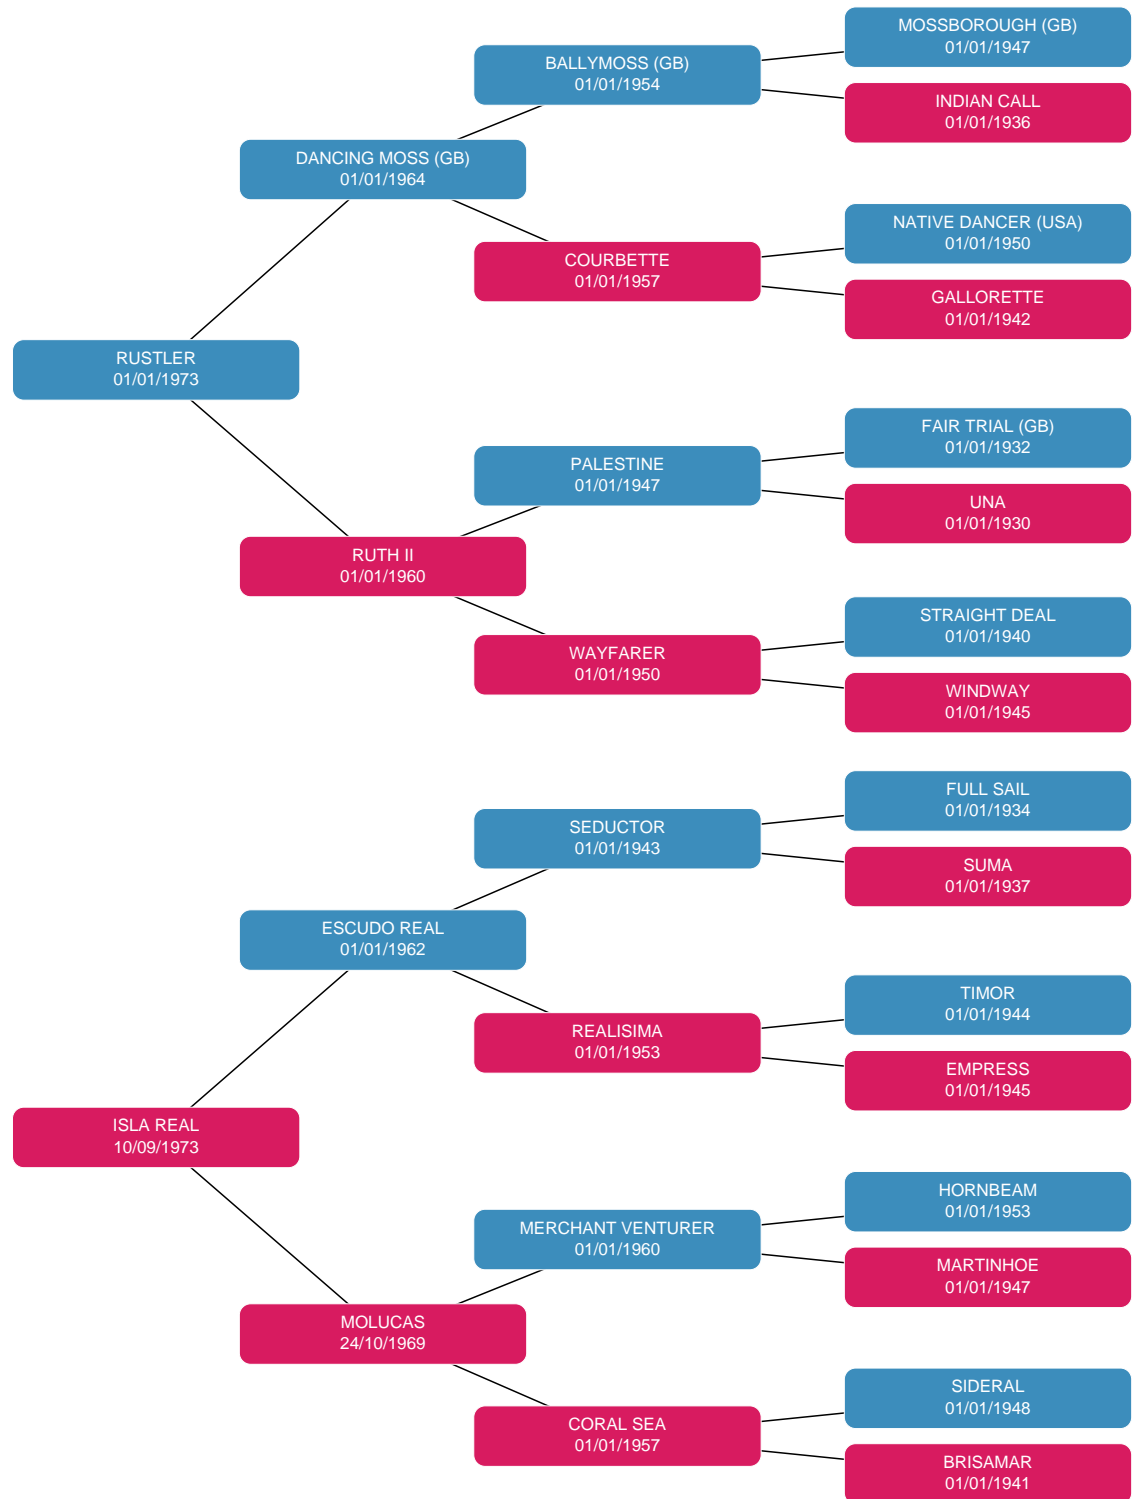 MOSSBOROUGH (GB)
01/01/1947
BALLYMOSS (GB)
01/01/1954
INDIAN CALL
01/01/1936
DANCING MOSS (GB)
01/01/1964
NATIVE DANCER (USA)
01/01/1950
COURBETTE
01/01/1957
GALLORETTE
01/01/1942
RUSTLER
01/01/1973
FAIR TRIAL (GB)
01/01/1932
PALESTINE
01/01/1947
UNA
01/01/1930
RUTH II
01/01/1960
STRAIGHT DEAL
01/01/1940
WAYFARER
01/01/1950
WINDWAY
01/01/1945
FULL SAIL
01/01/1934
SEDUCTOR
01/01/1943
SUMA
01/01/1937
ESCUDO REAL
01/01/1962
TIMOR
01/01/1944
REALISIMA
01/01/1953
EMPRESS
01/01/1945
ISLA REAL
10/09/1973
HORNBEAM
01/01/1953
MERCHANT VENTURER
01/01/1960
MARTINHOE
01/01/1947
MOLUCAS
24/10/1969
SIDERAL
01/01/1948
CORAL SEA
01/01/1957
BRISAMAR
01/01/1941